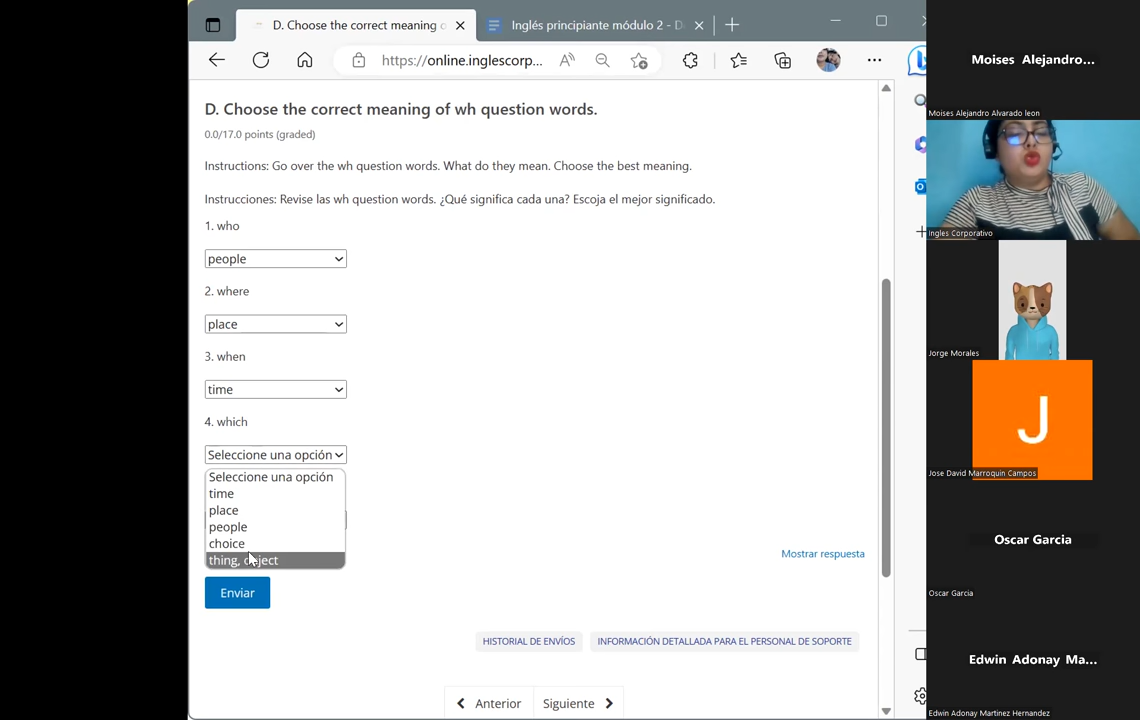 D. Choose the correct meaning o
Inglés principiante módulo 2 - D
https://online.inglescorp...
D. Choose the correct meaning of wh question words.
0.0/17.0 points (graded)
Instructions: Go over the wh question words. What do they mean. Choose the best meaning.
Instrucciones: Revise las wh question words. ¿Qué significa cada una? Escoja el mejor significado.
1. who
people
2. where
place
3. when
time
4. which
Seleccione una opción
Seleccione una opción
time
place
people
choice
thing, object
Mostrar respuesta
Enviar
HISTORIAL DE ENVÍOS
INFORMACIÓN DETALLADA PARA EL PERSONAL DE SOPORTE
Anterior
Siguiente
Moises Alejandro...
Moises Alejandro Alvarado leon
Ingles Corporativo
Jorge Morales
J
Jose David Marroquin Campos
Oscar Garcia
Oscar Garcia
Edwin Adonay Ma...
Edwin Adonay Martinez Hernandez